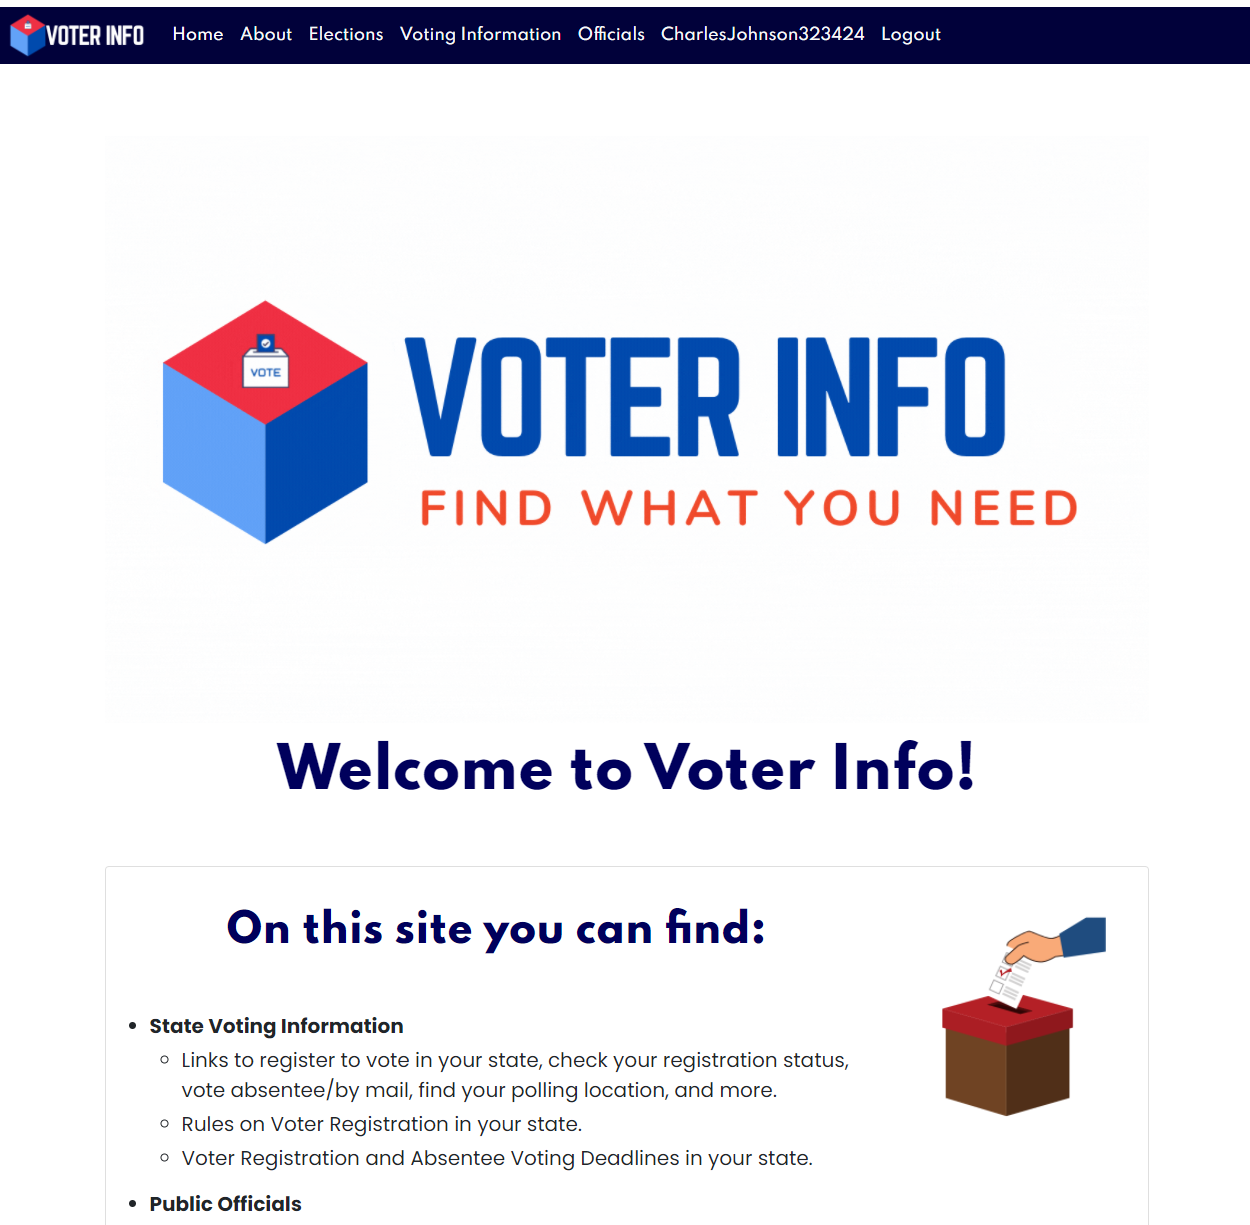 VOTER INFO Home About Elections Voting Information Officials CharlesJohnson323424 Logout
VOTE
VOTER INFO
FIND WHAT YOU NEED
Welcome to Voter Info!
On this site you can find:
State Voting Information
Links to register to vote in your state, check your registration status,
vote absentee/by mail, find your polling location, and more.
Rules on Voter Registration in your state.
Voter Registration and Absentee Voting Deadlines in your state.
Public Officials